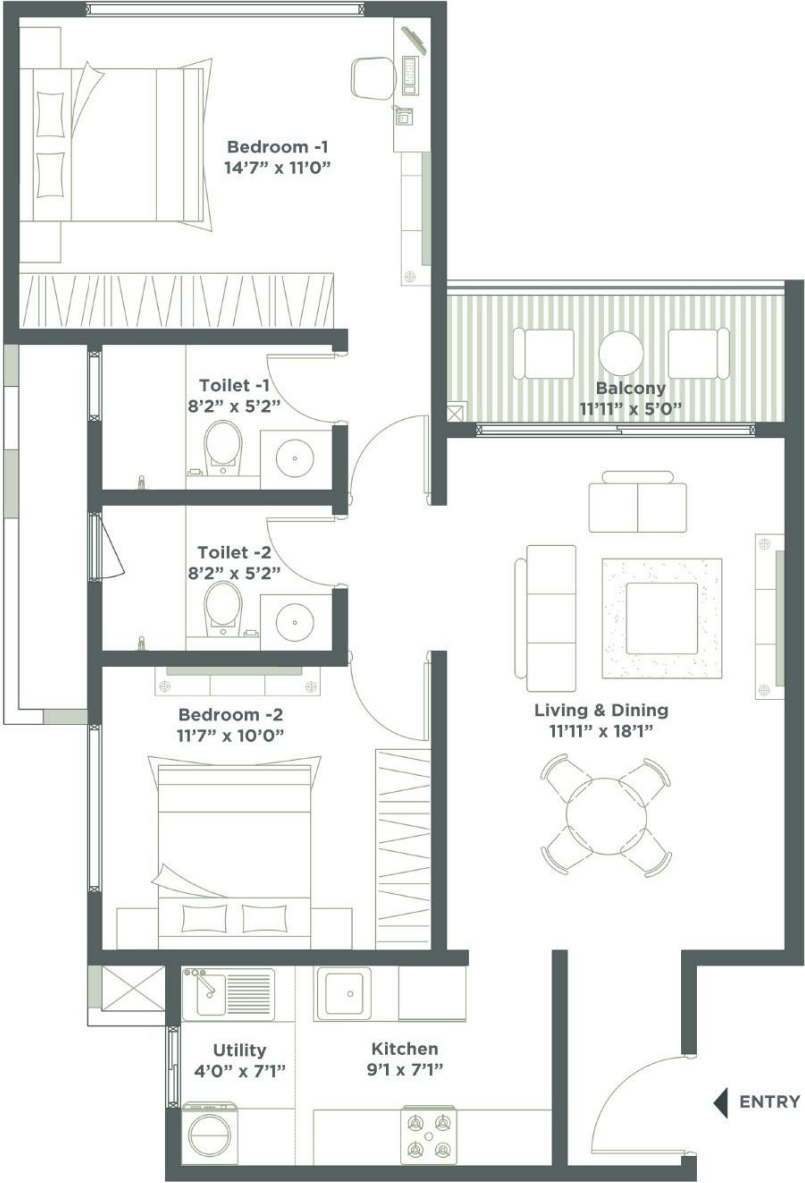 Bedroom -1
14’7” x 11’0”
Toilet -1
8’2” x 5’2”
Balcony
11’11” x 5’0”
Toilet -2
8’2” x 5’2”
Bedroom -2
11’7” x 10’0”
Living & Dining
11’11” x 18’1”
Utility
4’0” x 7’1”
Kitchen
9’1 x 7’1”
ENTRY